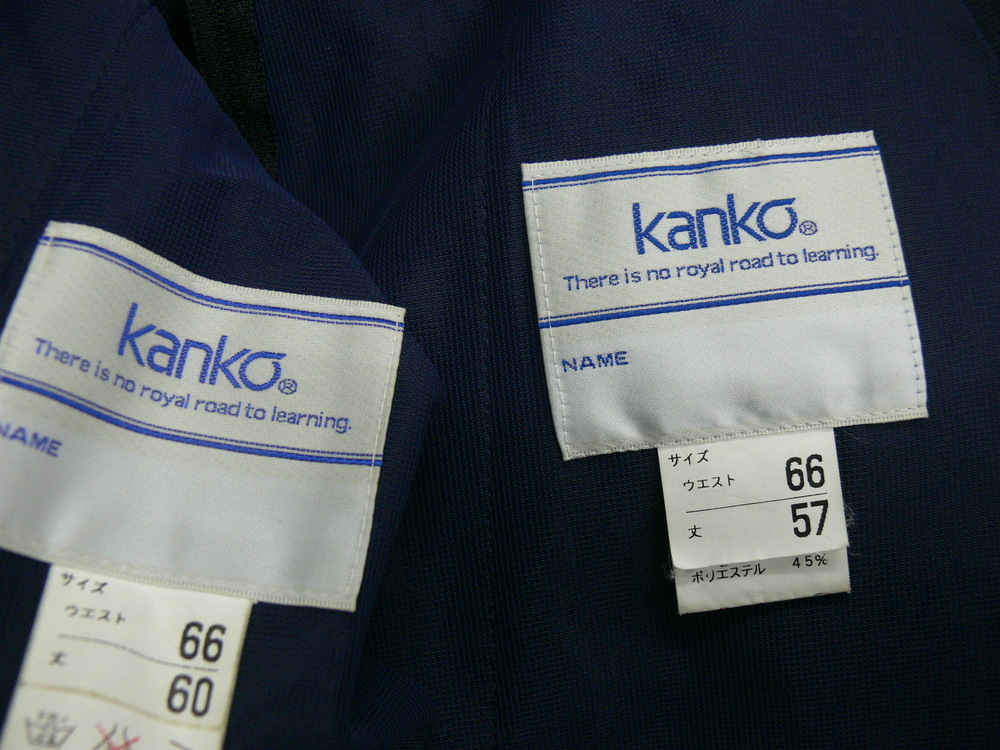 kanko®
There is no royal road to learning.
NAME
サイズ
ウエスト 66
丈 60
kanko®
There is no royal road to learning.
NAME
サイズ
ウエスト 66
丈 57
ポリエステル 45%